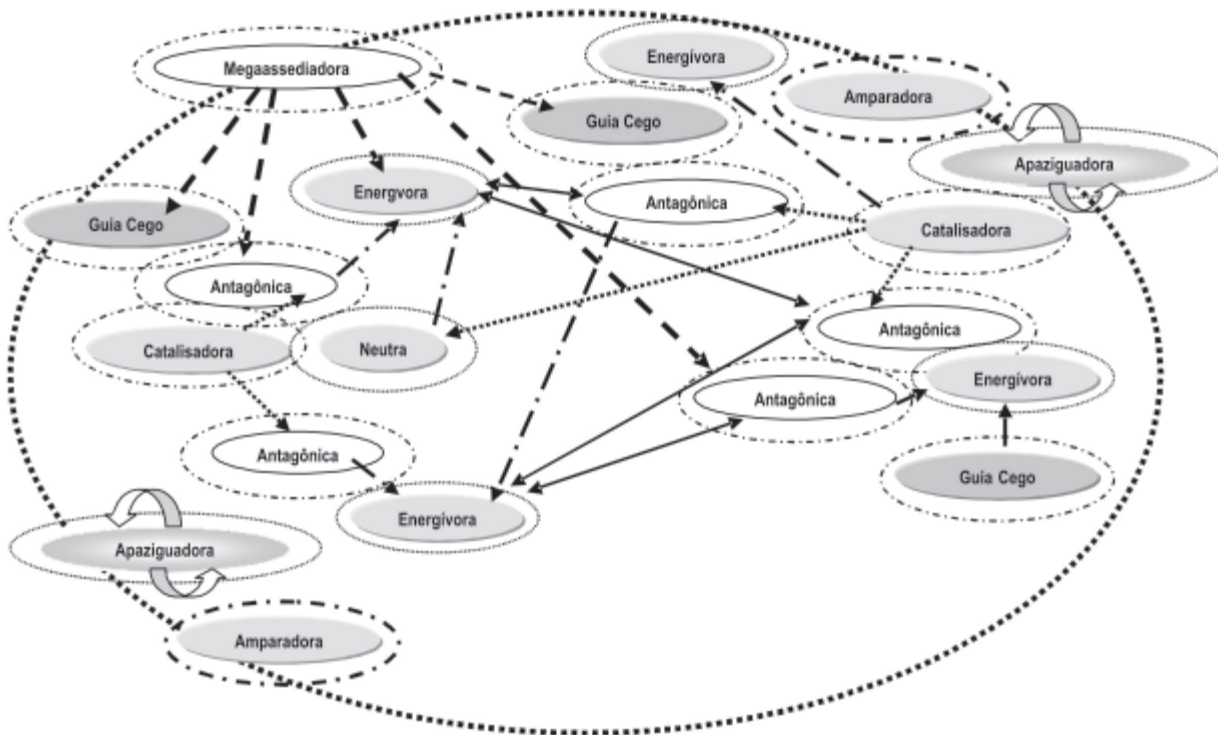 Megaassediadora
Energívora
Amparadora
Guia Cego
Apaziguadora
Energvora
Antagônica
Guia Cego
Catalisadora
Antagônica
Antagônica
Catalisadora
Neutra
Energívora
Antagônica
Antagônica
Guia Cego
Energívora
Apaziguadora
Amparadora